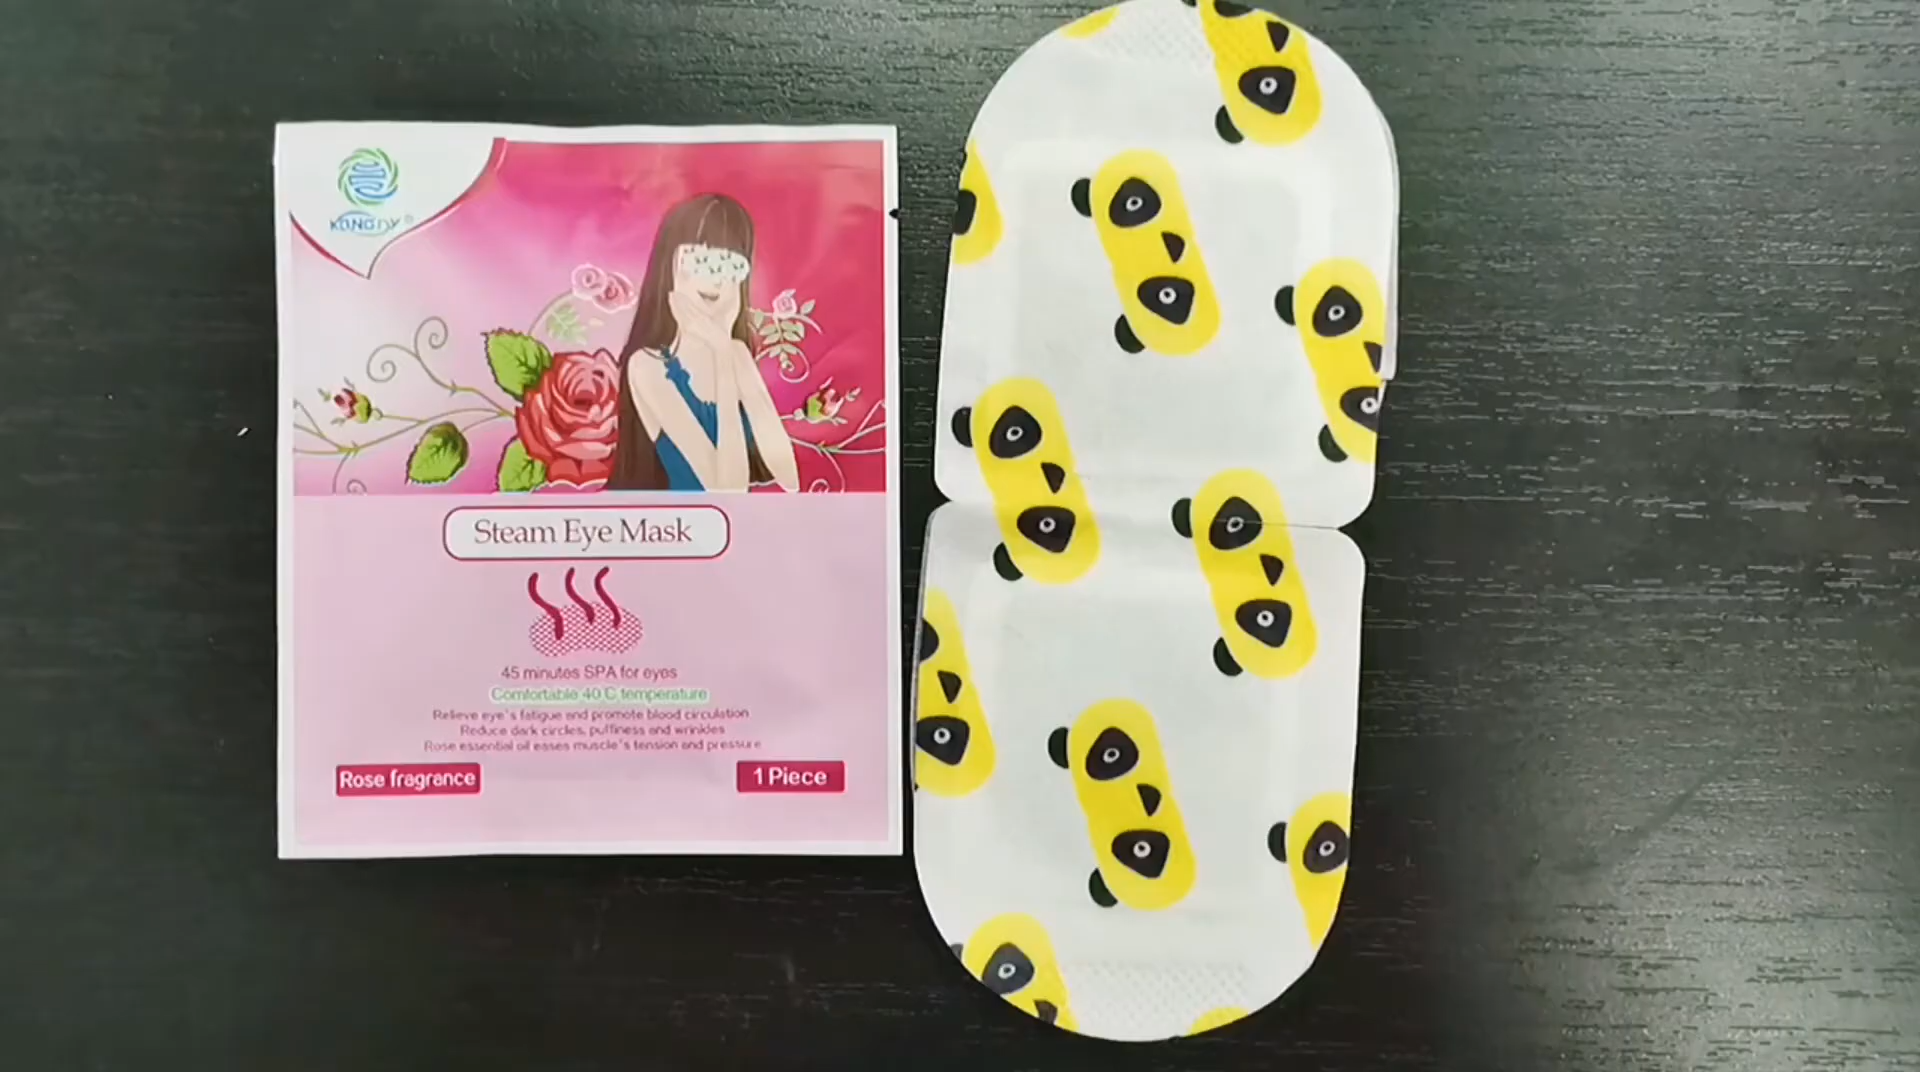 KONGDY®
Steam Eye Mask
45 minutes SPA for eyes
Comfortable 40℃ temperature
Relieve eye's fatigue and promote blood circulation
Reduce dark circles, puffiness and wrinkles
Rose essential oil eases muscle's tension and pressure
Rose fragrance
1 Piece